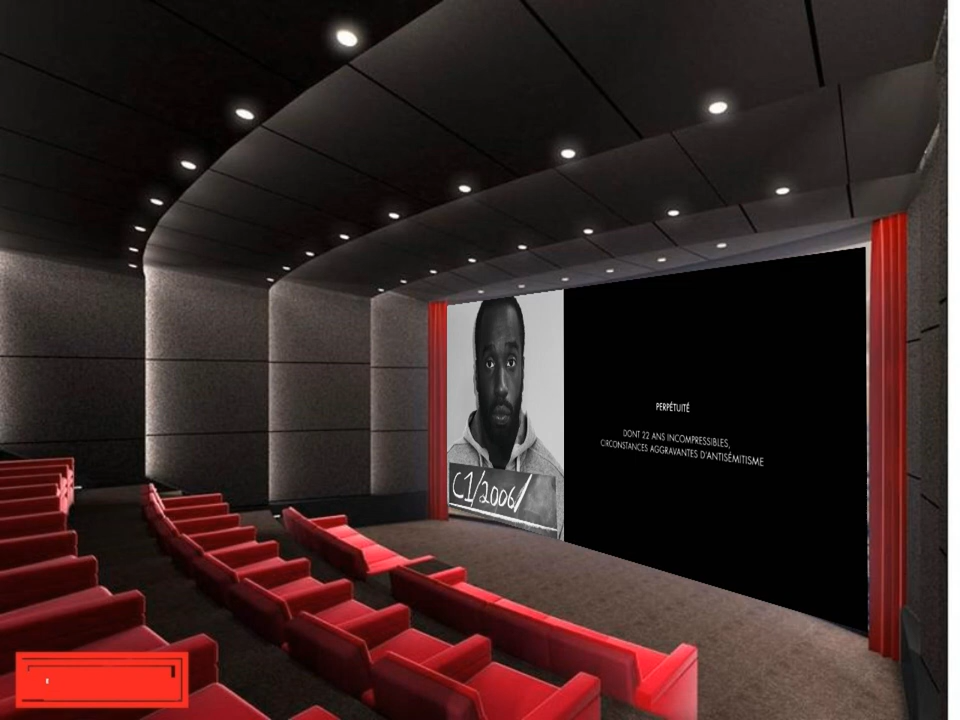 C1/2006/
PERPÉTUITÉ
DONT 22 ANS INCOMPRESSIBLES,
CIRCONSTANCES AGGRAVANTES D'ANTISÉMITISME